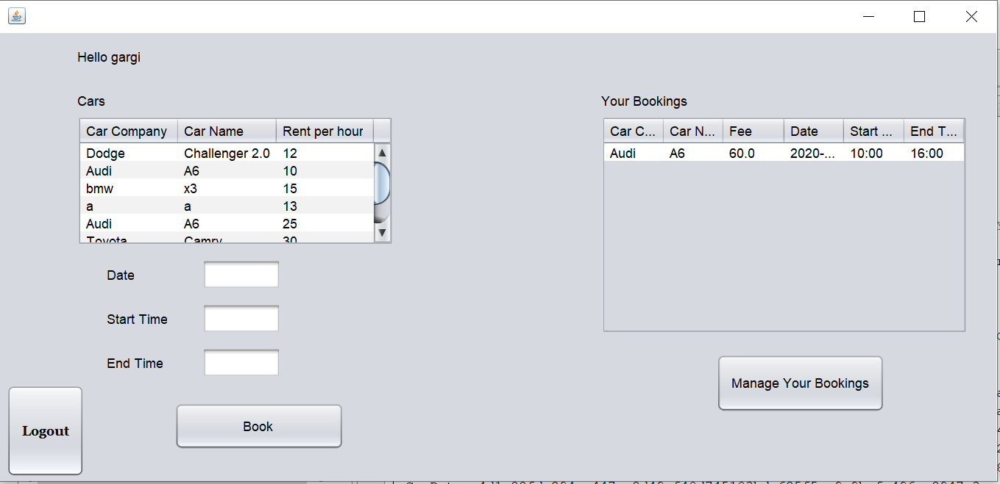 Hello gargi
Cars
Car Company Car Name Rent per hour
Dodge Challenger 2.0 12
Audi A6 10
bmw x3 15
a a 13
Audi A6 25
Toyota Camry 30
Date
Start Time
End Time
Book
Logout
Your Bookings
Car C... Car N... Fee Date Start ... End T...
Audi A6 60.0 2020-... 10:00 16:00
Manage Your Bookings